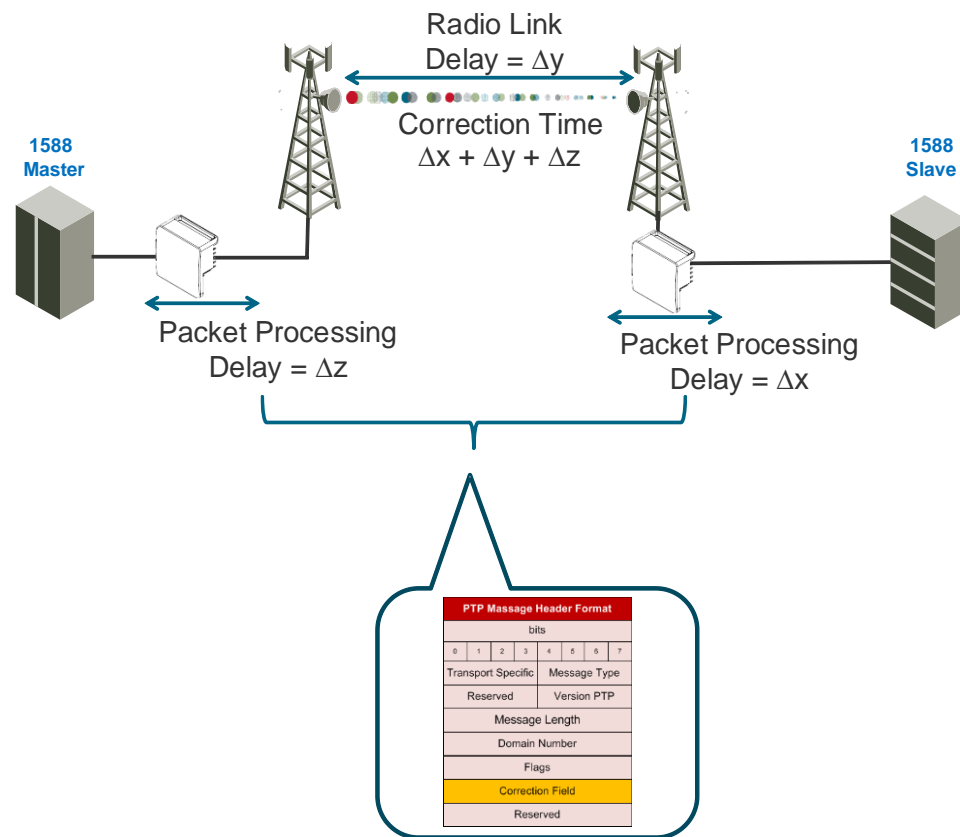 Radio Link
Delay = Δy
Correction Time
Δx + Δy + Δz
1588
Master
1588
Slave
Packet Processing
Delay = Δz
Packet Processing
Delay = Δx
PTP Massage Header Format
bits
0 1 2 3 4 5 6 7
Transport Specific Message Type
Reserved Version PTP
Message Length
Domain Number
Flags
Correction Field
Reserved